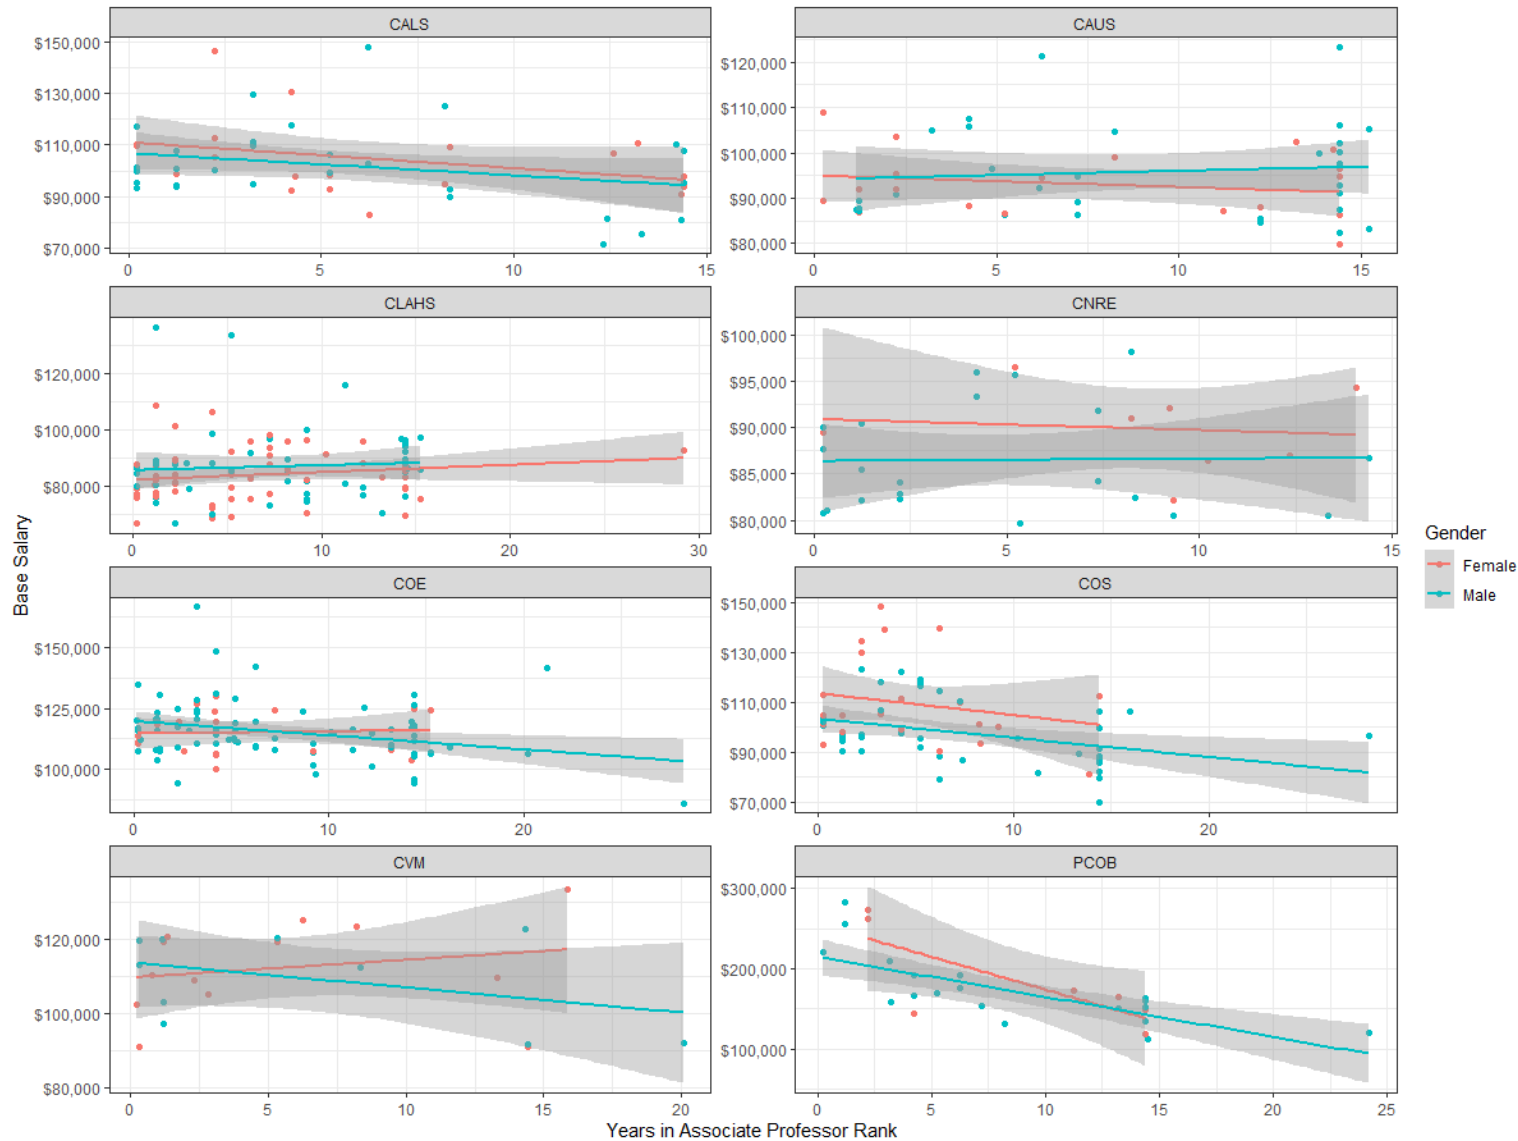 CALS
$150,000
$130,000
$110,000
$90,000
$70,000
0 5 10 15
CAUS
$120,000
$110,000
$100,000
$90,000
$80,000
0 5 10 15
CLAHS
$120,000
$100,000
$80,000
0 10 20 30
CNRE
$100,000
$95,000
$90,000
$85,000
$80,000
0 5 10 15
COE
$150,000
$125,000
$100,000
0 10 20
COS
$150,000
$130,000
$110,000
$90,000
$70,000
0 10 20
CVM
$120,000
$100,000
$80,000
0 5 10 15 20
PCOB
$300,000
$200,000
$100,000
0 5 10 15 20 25
Base Salary
Years in Associate Professor Rank
Gender
Female
Male